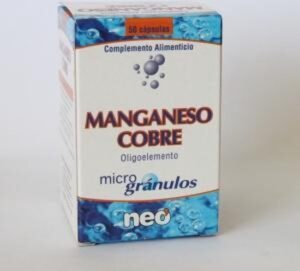 50 cápsulas
Complemento Alimenticio
MANGANESO
COBRE
Oligoelemento
micro
gránulos
neo